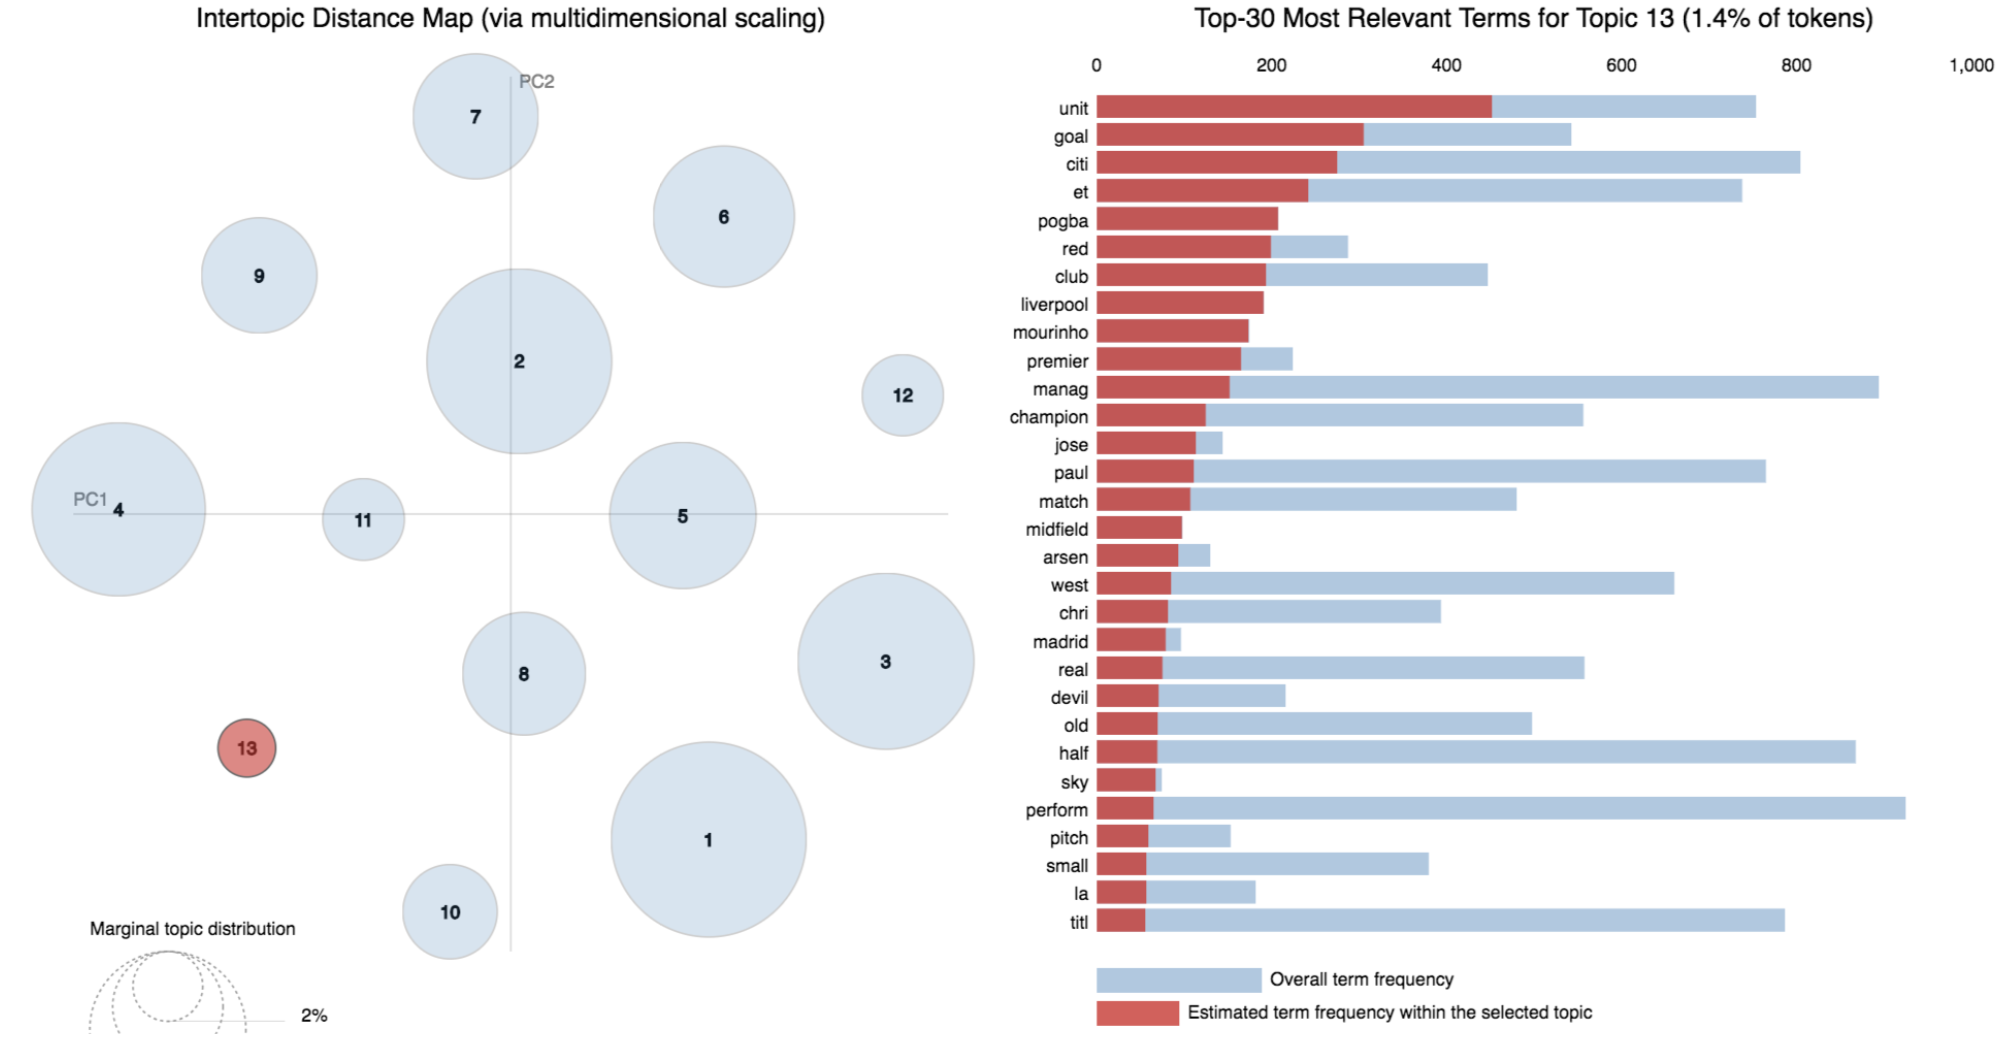 Intertopic Distance Map (via multidimensional scaling)
PC2
7
6
9
2
12
PC1
4
11
5
3
8
13
1
10
Marginal topic distribution
2%
Top-30 Most Relevant Terms for Topic 13 (1.4% of tokens)
0 200 400 600 800 1,000
unit
goal
citi
et
pogba
red
club
liverpool
mourinho
premier
manag
champion
jose
paul
match
midfield
arsen
west
chri
madrid
real
devil
old
half
sky
perform
pitch
small
la
titl
Overall term frequency
Estimated term frequency within the selected topic